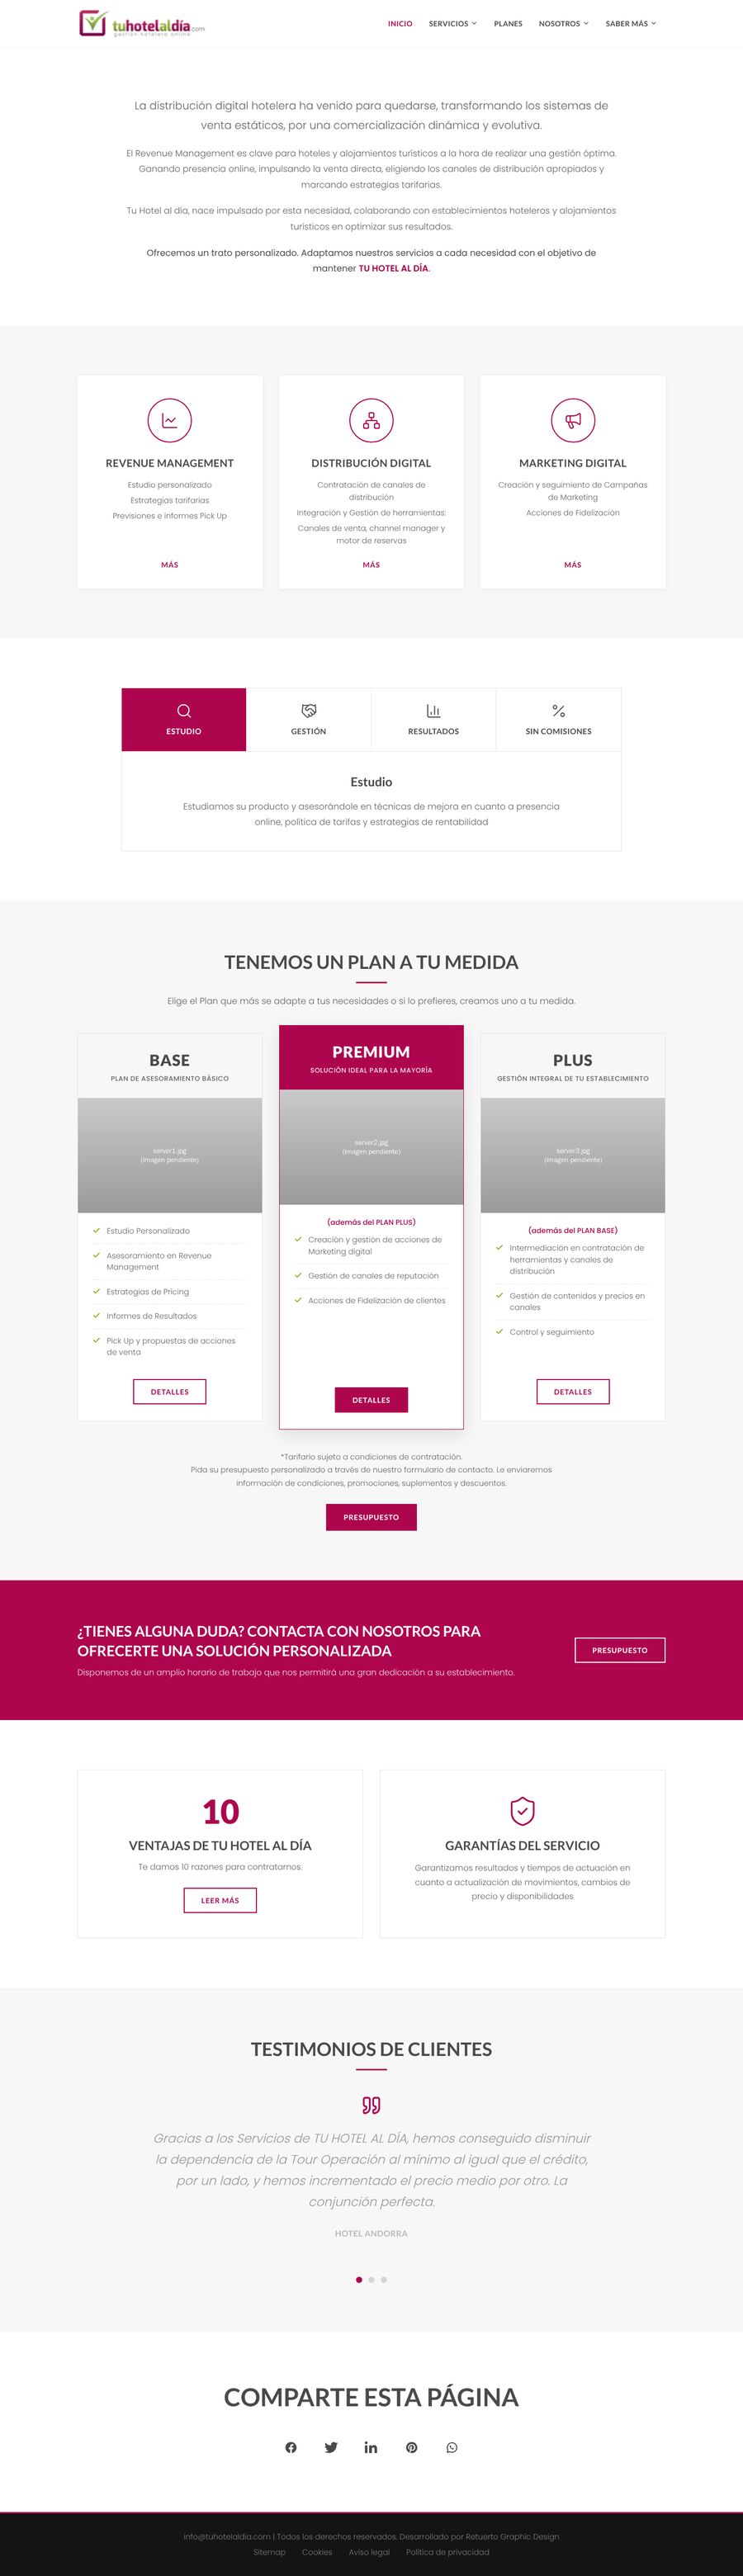 tuhotelaldía.com
gestión hotelera online
INICIO SERVICIOS PLANES NOSOTROS SABER MÁS
La distribución digital hotelera ha venido para quedarse, transformando los sistemas de
venta estáticos, por una comercialización dinámica y evolutiva.
El Revenue Management es clave para hoteles y alojamientos turísticos a la hora de realizar una gestión óptima.
Ganando presencia online, impulsando la venta directa, eligiendo los canales de distribución apropiados y
marcando estrategias tarifarias.
Tu Hotel al día, nace impulsado por esta necesidad, colaborando con establecimientos hoteleros y alojamientos
turísticos en optimizar sus resultados.
Ofrecemos un trato personalizado. Adaptamos nuestros servicios a cada necesidad con el objetivo de
mantener TU HOTEL AL DÍA.
REVENUE MANAGEMENT
Estudio personalizado
Estrategias tarifarias
Previsiones e informes Pick Up
MÁS
DISTRIBUCIÓN DIGITAL
Contratación de canales de
distribución
Integración y Gestión de herramientas:
Canales de venta, channel manager y
motor de reservas
MÁS
MARKETING DIGITAL
Creación y seguimiento de Campañas
de Marketing
Acciones de Fidelización
MÁS
ESTUDIO
GESTIÓN
RESULTADOS
SIN COMISIONES
Estudio
Estudiamos su producto y asesorándole en técnicas de mejora en cuanto a presencia
online, política de tarifas y estrategias de rentabilidad
TENEMOS UN PLAN A TU MEDIDA
Elige el Plan que más se adapte a tus necesidades o si lo prefieres, creamos uno a tu medida.
BASE
PLAN DE ASESORAMIENTO BÁSICO
server1.jpg
(imagen pendiente)
Estudio Personalizado
Asesoramiento en Revenue
Management
Estrategias de Pricing
Informes de Resultados
Pick Up y propuestas de acciones
de venta
DETALLES
PREMIUM
SOLUCIÓN IDEAL PARA LA MAYORÍA
server2.jpg
(imagen pendiente)
(además del PLAN PLUS)
Creación y gestión de acciones de
Marketing digital
Gestión de canales de reputación
Acciones de Fidelización de clientes
DETALLES
PLUS
GESTIÓN INTEGRAL DE TU ESTABLECIMIENTO
server3.jpg
(imagen pendiente)
(además del PLAN BASE)
Intermediación en contratación de
herramientas y canales de
distribución
Gestión de contenidos y precios en
canales
Control y seguimiento
DETALLES
*Tarifario sujeto a condiciones de contratación.
Pida su presupuesto personalizado a través de nuestro formulario de contacto. Le enviaremos
información de condiciones, promociones, suplementos y descuentos.
PRESUPUESTO
¿TIENES ALGUNA DUDA? CONTACTA CON NOSOTROS PARA
OFRECERTE UNA SOLUCIÓN PERSONALIZADA
Disponemos de un amplio horario de trabajo que nos permitirá una gran dedicación a su establecimiento.
PRESUPUESTO
10
VENTAJAS DE TU HOTEL AL DÍA
Te damos 10 razones para contratarnos.
LEER MÁS
GARANTÍAS DEL SERVICIO
Garantizamos resultados y tiempos de actuación en
cuanto a actualización de movimientos, cambios de
precio y disponibilidades
TESTIMONIOS DE CLIENTES
Gracias a los Servicios de TU HOTEL AL DÍA, hemos conseguido disminuir
la dependencia de la Tour Operación al mínimo al igual que el crédito,
por un lado, y hemos incrementado el precio medio por otro. La
conjunción perfecta.
HOTEL ANDORRA
COMPARTE ESTA PÁGINA
info@tuhotelaldia.com | Todos los derechos reservados. Desarrollado por Retuerto Graphic Design
Sitemap Cookies Aviso legal Política de privacidad